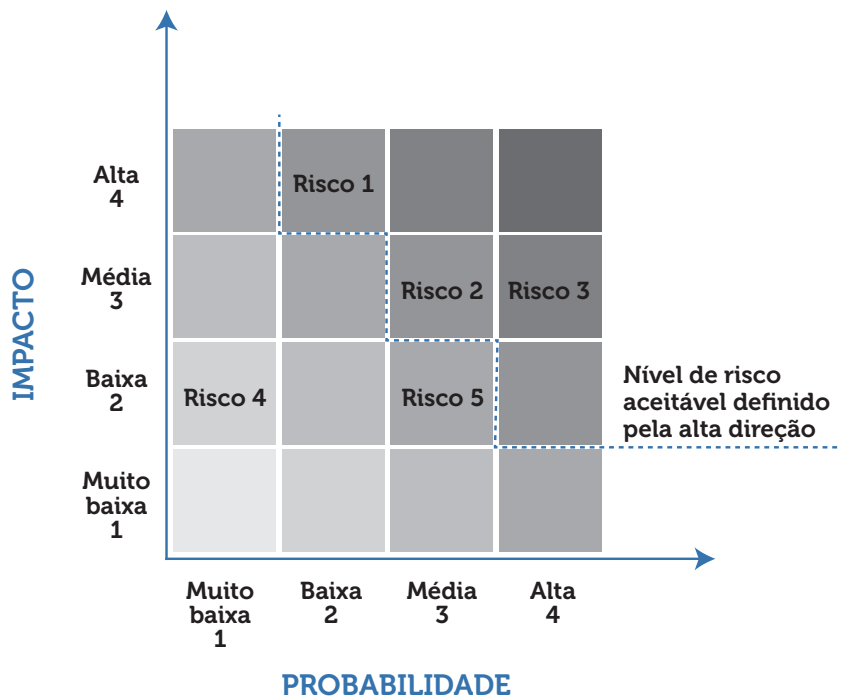 IMPACTO
Alta
4
Média
3
Baixa
2
Muito
baixa
1
Risco 1
Risco 2
Risco 3
Risco 4
Risco 5
Nível de risco
aceitável definido
pela alta direção
Muito
baixa
1
Baixa
2
Média
3
Alta
4
PROBABILIDADE